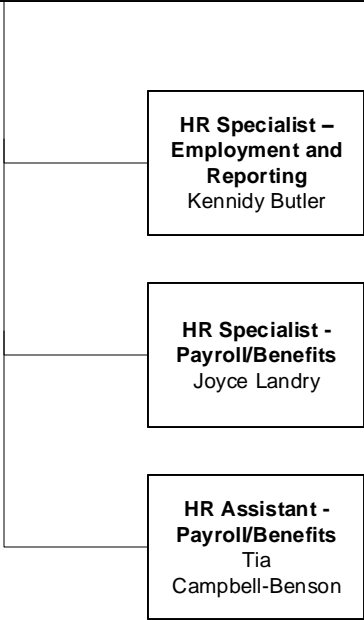 HR Specialist –
Employment and
Reporting
Kennidy Butler
HR Specialist -
Payroll/Benefits
Joyce Landry
HR Assistant -
Payroll/Benefits
Tia
Campbell-Benson